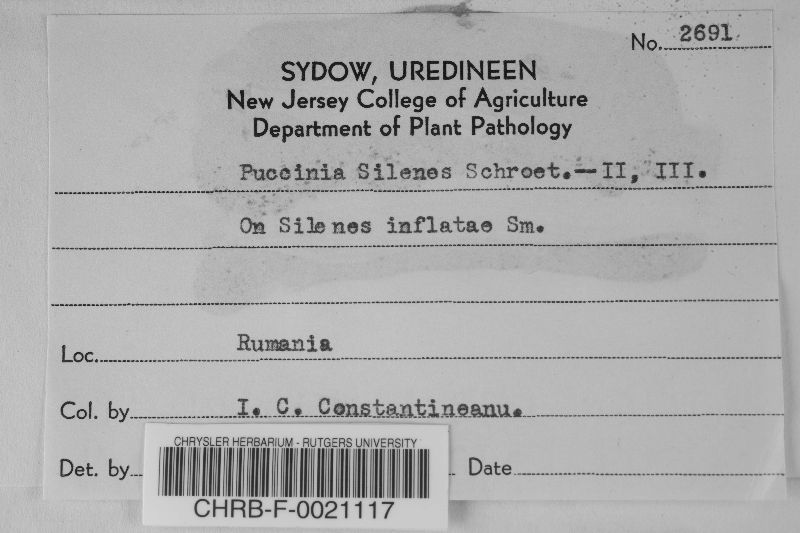 No. 2691
SYDOW, UREDINEEN
New Jersey College of Agriculture
Department of Plant Pathology
Puccinia Silenes Schroet.—II, III.
On Silenes inflatae Sm.
Loc. Rumania
Col. by I. C. Constantineanu.
Det. by Date
CHRYSLER HERBARIUM - RUTGERS UNIVERSITY
CHRB-F-0021117